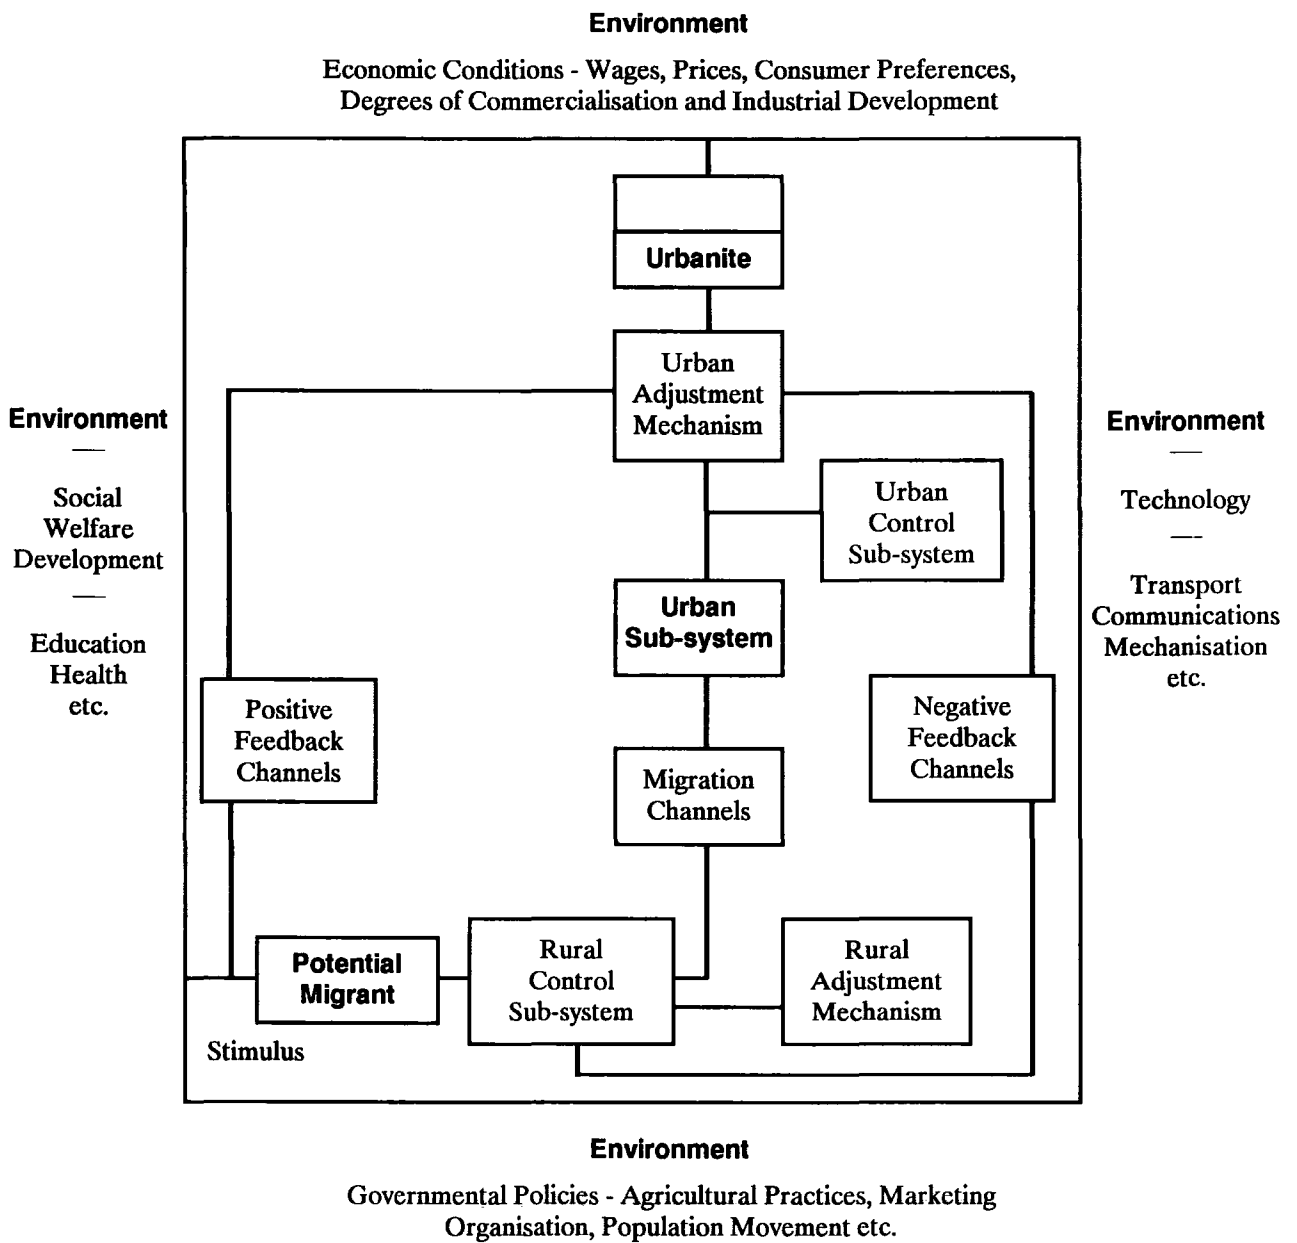 Environment
Economic Conditions - Wages, Prices, Consumer Preferences,
Degrees of Commercialisation and Industrial Development
Urbanite
Urban
Adjustment
Mechanism
Environment
Social
Welfare
Development
Education
Health
etc.
Environment
Technology
Transport
Communications
Mechanisation
etc.
Urban
Control
Sub-system
Urban
Sub-system
Positive
Feedback
Channels
Negative
Feedback
Channels
Migration
Channels
Potential
Migrant
Rural
Control
Sub-system
Rural
Adjustment
Mechanism
Stimulus
Environment
Governmental Policies - Agricultural Practices, Marketing
Organisation, Population Movement etc.